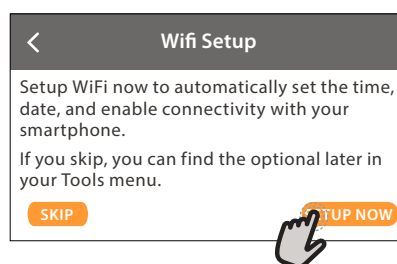 Wifi Setup
Setup WiFi now to automatically set the time,
date, and enable connectivity with your
smartphone.
If you skip, you can find the optional later in
your Tools menu.
SKIP
SETUP NOW